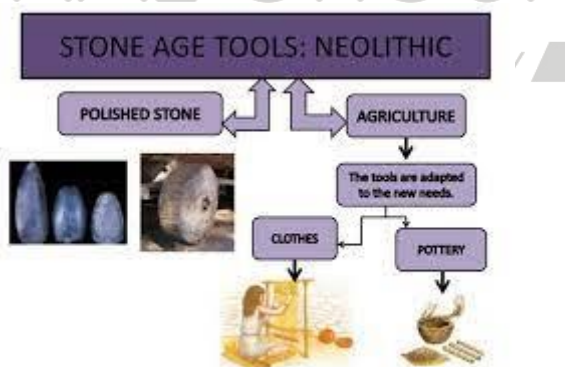 STONE AGE TOOLS: NEOLITHIC
POLISHED STONE
AGRICULTURE
The tools are adapted
to the new needs.
CLOTHES
POTTERY